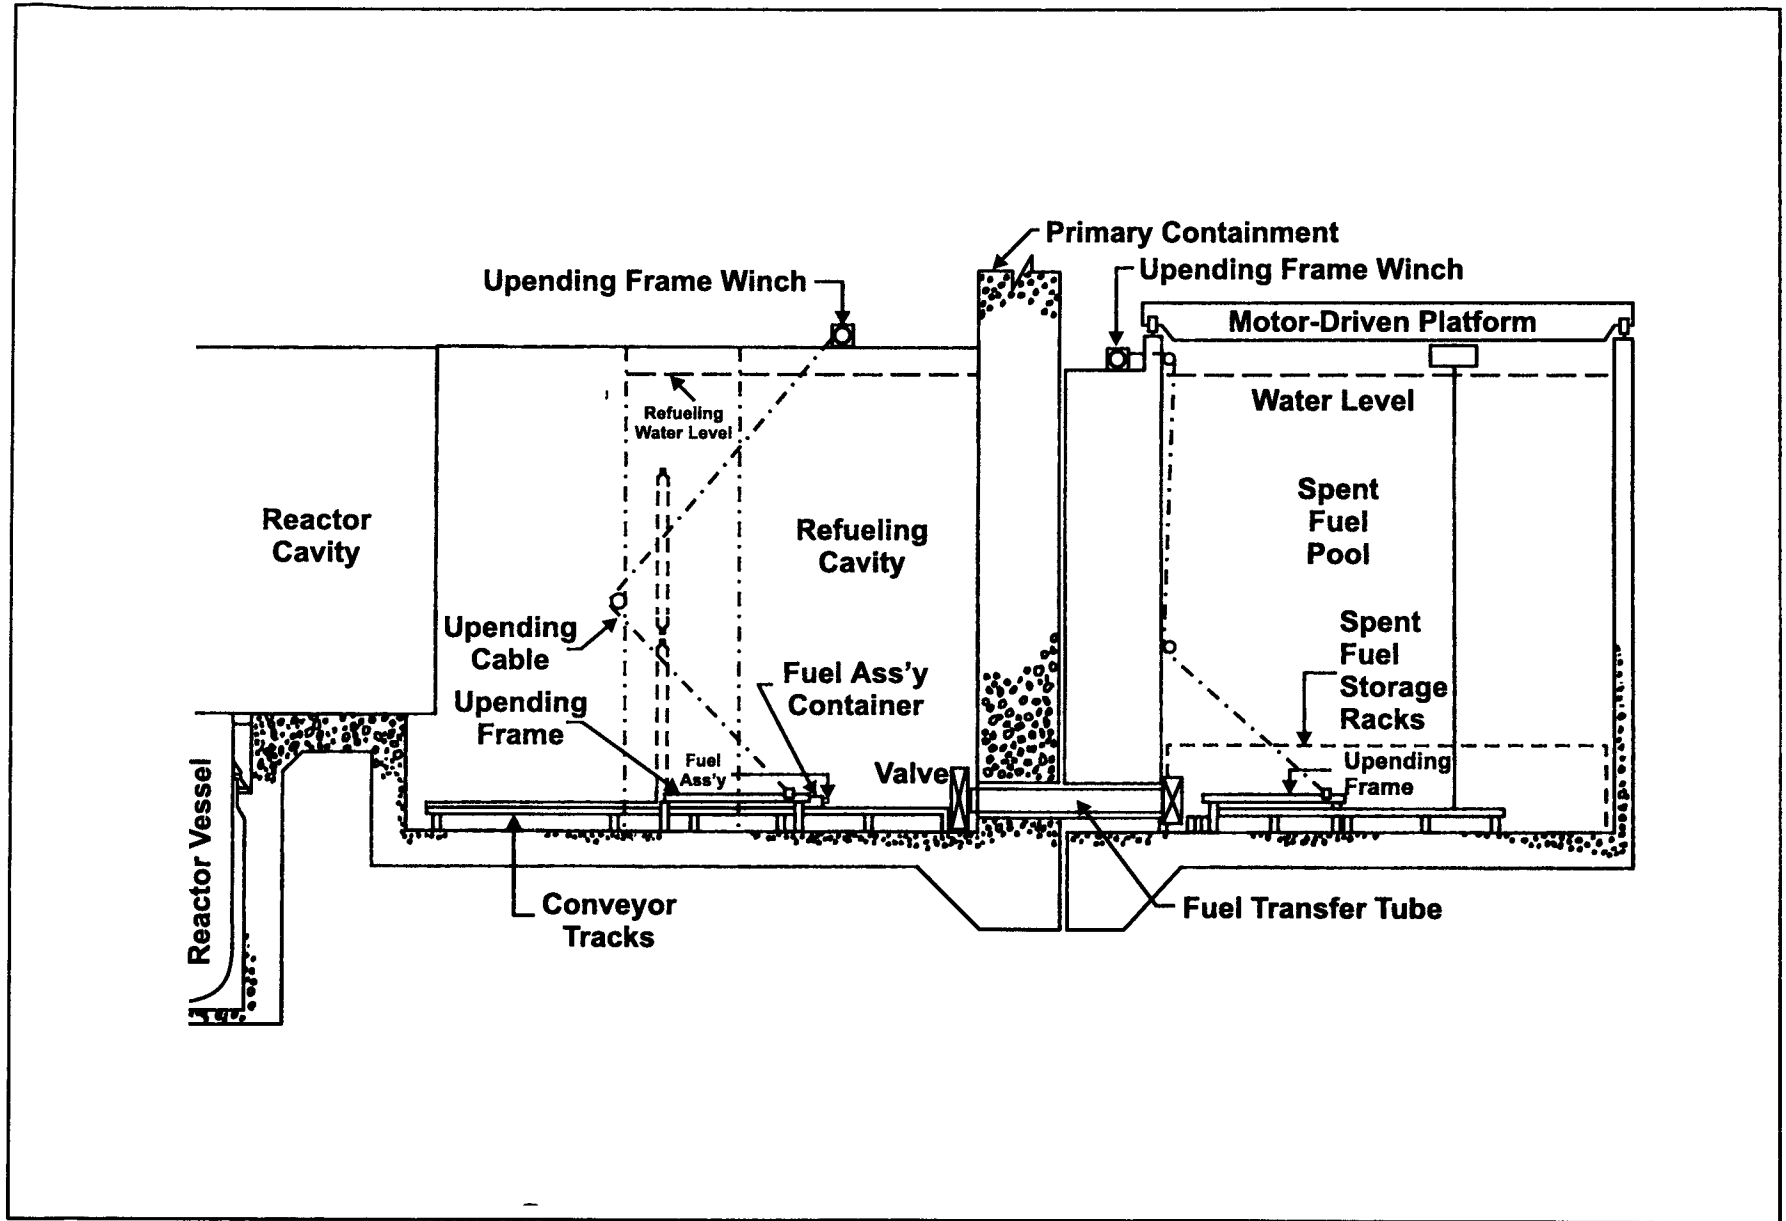 Primary Containment
Upending Frame Winch
Upending Frame Winch
Motor-Driven Platform
Refueling
Water Level
Water Level
Reactor
Cavity
Refueling
Cavity
Spent
Fuel
Pool
Upending
Cable
Spent
Fuel
Storage
Racks
Fuel Ass'y
Container
Upending
Frame
Fuel
Ass'y
Valve
Upending
Frame
Reactor Vessel
Conveyor
Tracks
Fuel Transfer Tube